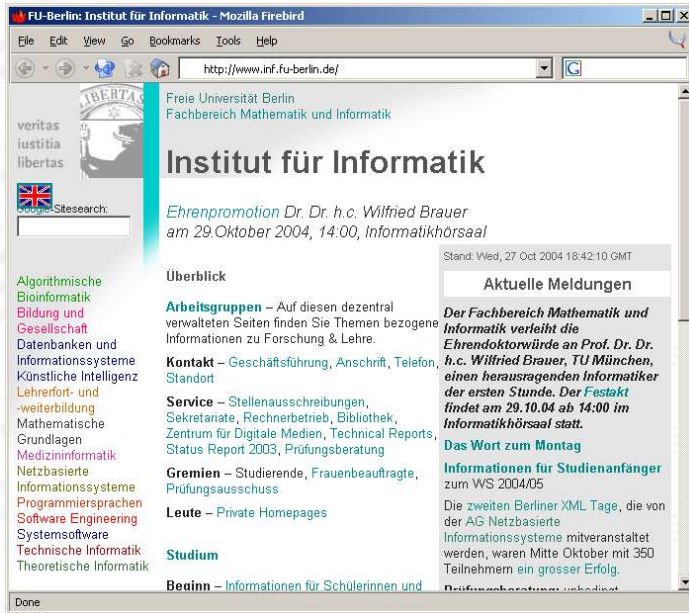 FU-Berlin: Institut für Informatik - Mozilla Firebird
File Edit View Go Bookmarks Tools Help
http://www.inf.fu-berlin.de/
G
LIBERTAS
veritas
iustitia
libertas
Google-Sitesearch:
Algorithmische
Bioinformatik
Bildung und
Gesellschaft
Datenbanken und
Informationssysteme
Künstliche Intelligenz
Lehrerfort- und
-weiterbildung
Mathematische
Grundlagen
Medizininformatik
Netzbasierte
Informationssysteme
Programmiersprachen
Software Engineering
Systemsoftware
Technische Informatik
Theoretische Informatik
Freie Universität Berlin
Fachbereich Mathematik und Informatik
Institut für Informatik
Ehrenpromotion Dr. Dr. h.c. Wilfried Brauer
am 29.Oktober 2004, 14:00, Informatikhörsaal
Überblick
Arbeitsgruppen – Auf diesen dezentral
verwalteten Seiten finden Sie Themen bezogene
Informationen zu Forschung & Lehre.
Kontakt – Geschäftsführung, Anschrift, Telefon,
Standort
Service – Stellenausschreibungen,
Sekretariate, Rechnerbetrieb, Bibliothek,
Zentrum für Digitale Medien, Technical Reports,
Status Report 2003, Prüfungsberatung
Gremien – Studierende, Frauenbeauftragte,
Prüfungsausschuss
Leute – Private Homepages
Studium
Beginn – Informationen für Schülerinnen und
Stand: Wed, 27 Oct 2004 18:42:10 GMT
Aktuelle Meldungen
Der Fachbereich Mathematik und
Informatik verleiht die
Ehrendoktorwürde an Prof. Dr. Dr.
h.c. Wilfried Brauer, TU München,
einen herausragenden Informatiker
der ersten Stunde. Der Festakt
findet am 29.10.04 ab 14:00 im
Informatikhörsaal statt.
Das Wort zum Montag
Informationen für Studienanfänger
zum WS 2004/05
Die zweiten Berliner XML Tage, die von
der AG Netzbasierte
Informationssysteme mitveranstaltet
werden, waren Mitte Oktober mit 350
Teilnehmern ein grosser Erfolg.
Prüfungsberatung: unbedingt
Done